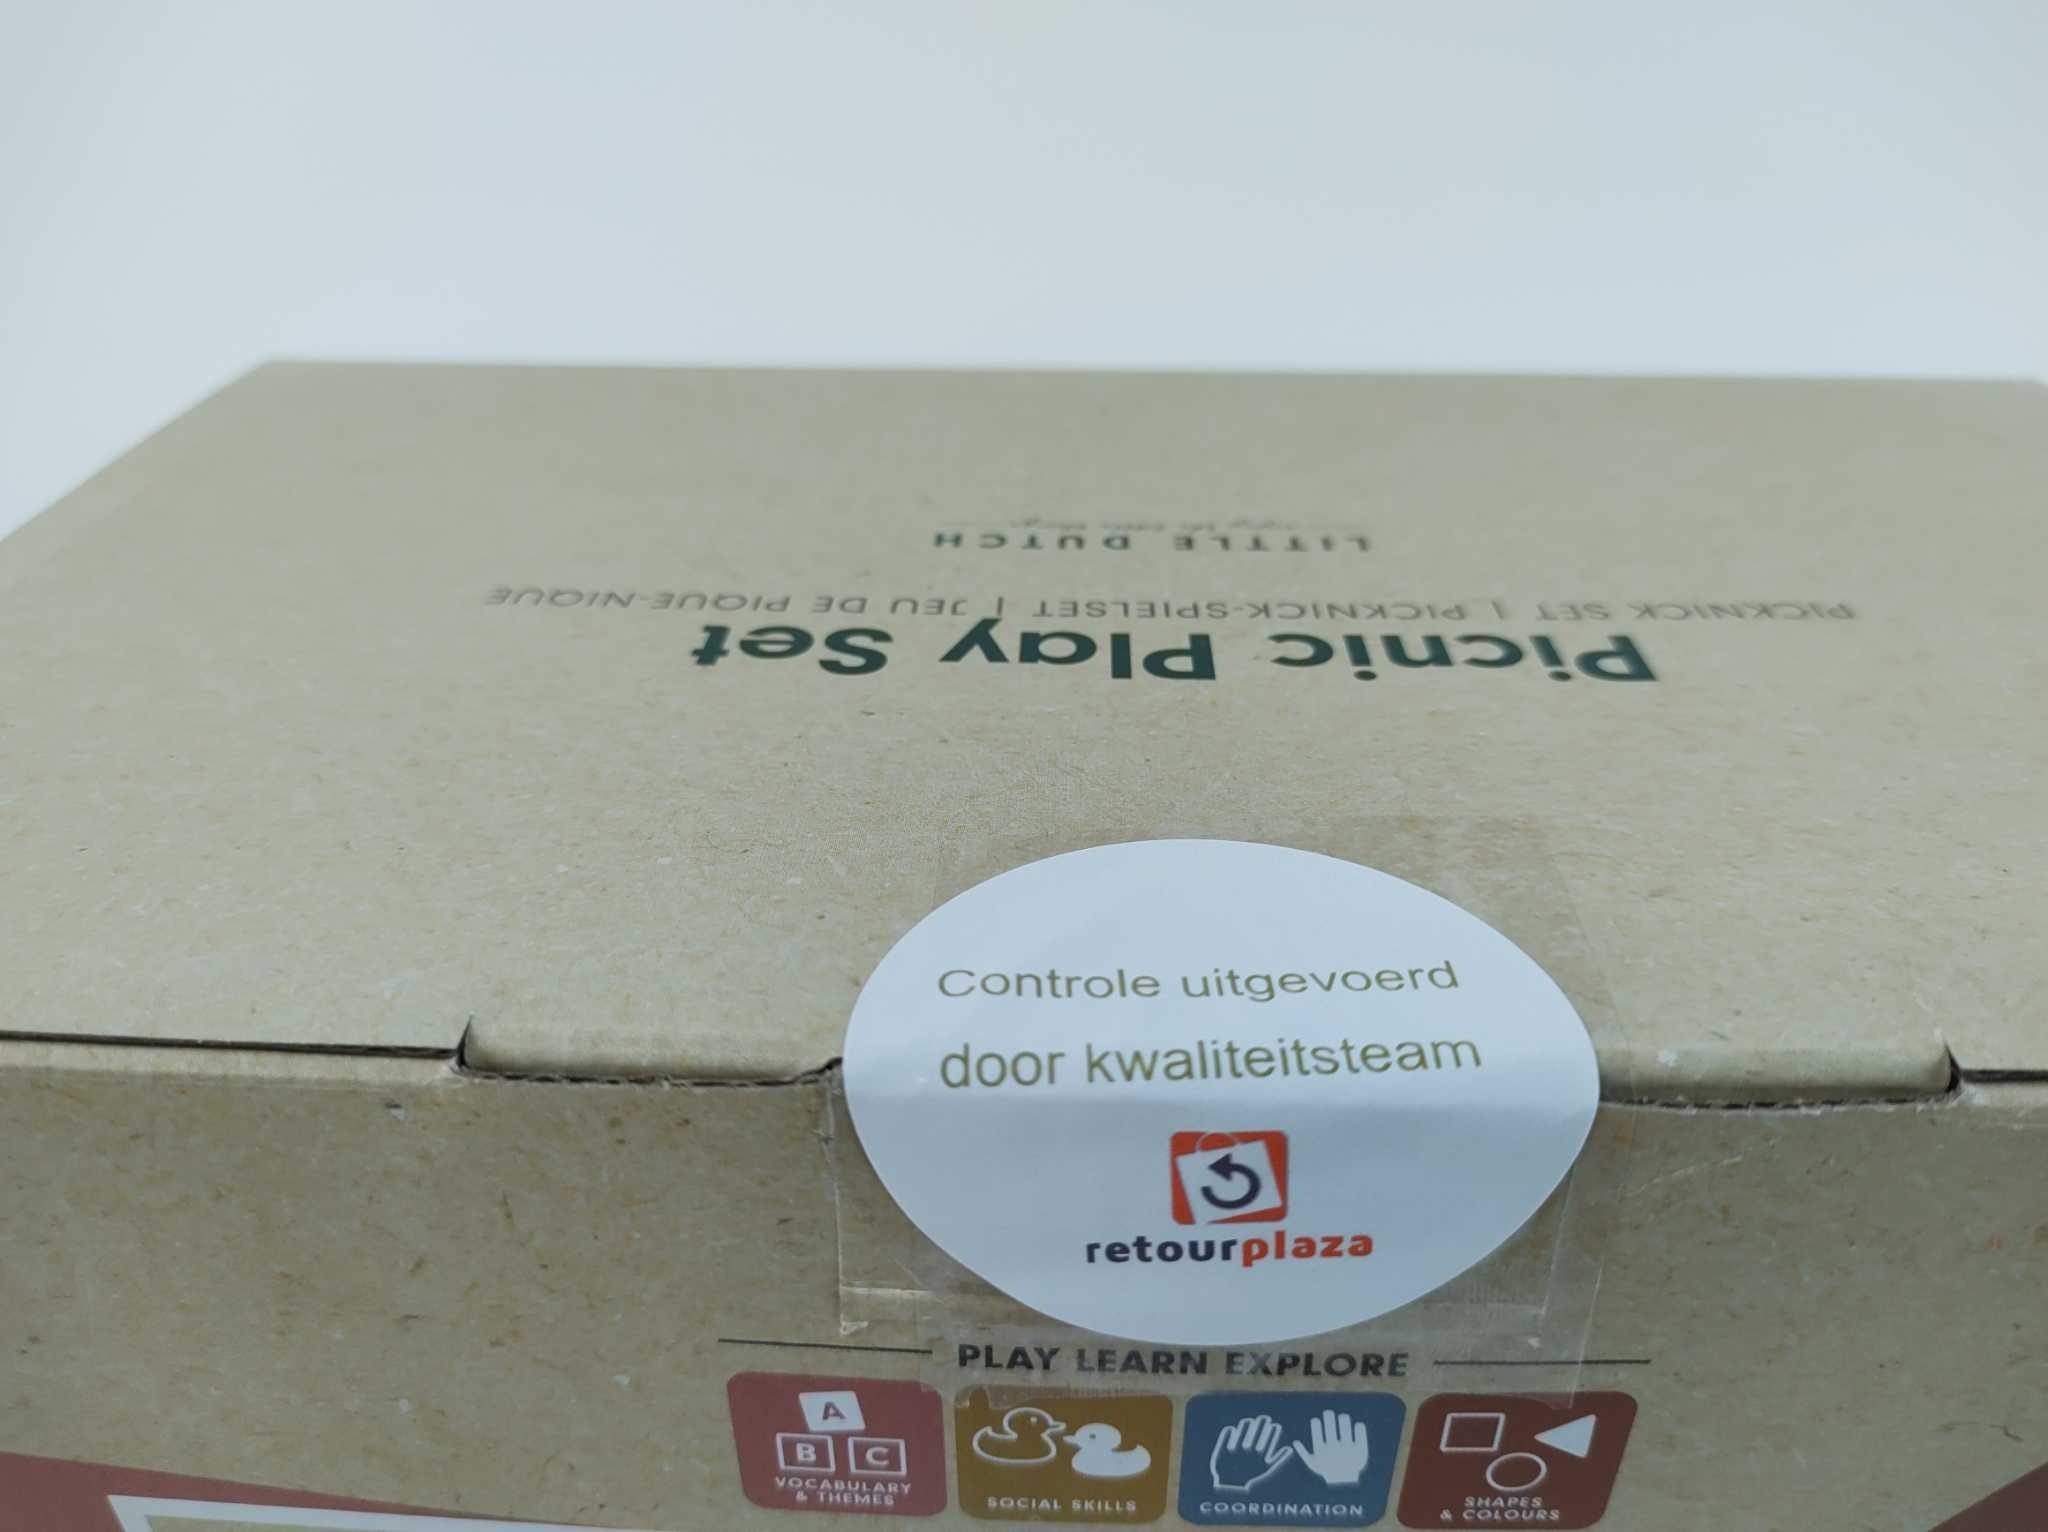 LITTLE DUTCH
PICKNICK SET | PICKNICK-SPIELSET | JEU DE PIQUE-NIQUE
Picnic Play Set
Controle uitgevoerd
door kwaliteitsteam
retourplaza
PLAY LEARN EXPLORE
A
B C
VOCABULARY
& THEMES
SOCIAL SKILLS
COORDINATION
SHAPES
& COLOURS